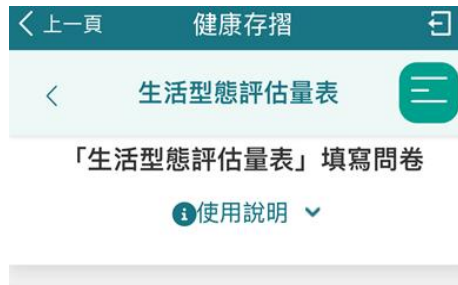 上一頁 健康存摺
生活型態評估量表
「生活型態評估量表」填寫問卷
使用說明